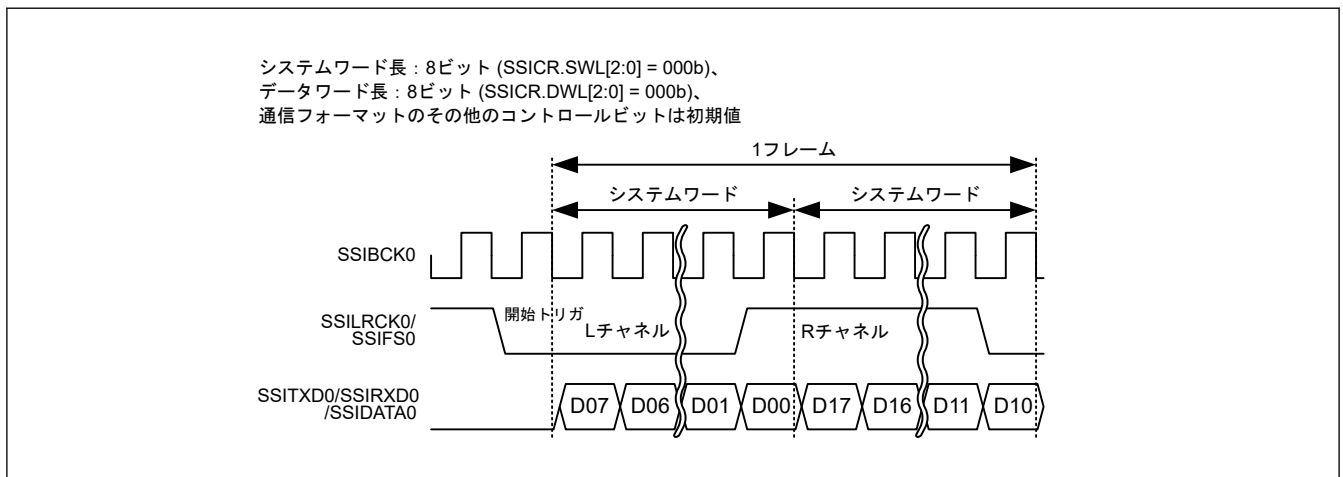 システムワード長：8ビット (SSICR.SWL[2:0] = 000b)、
データワード長：8ビット (SSICR.DWL[2:0] = 000b)、
通信フォーマットのその他のコントロールビットは初期値
1フレーム
システムワード
システムワード
SSIBCK0
SSILRCK0/
SSIFS0
開始トリガ
Lチャネル
Rチャネル
SSITXD0/SSIRXD0
/SSIDATA0
D07
D06
D01
D00
D17
D16
D11
D10